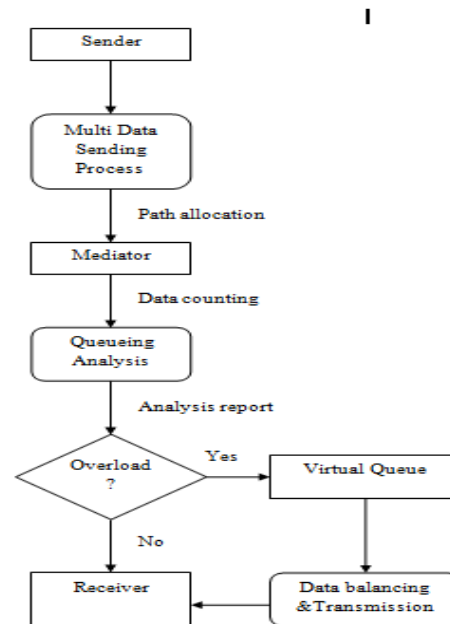 I
Sender
Multi Data
Sending
Process
Path allocation
Mediator
Data counting
Queueing
Analysis
Analysis report
Overload
?
Yes
Virtual Queue
No
Receiver
Data balancing
&Transmission